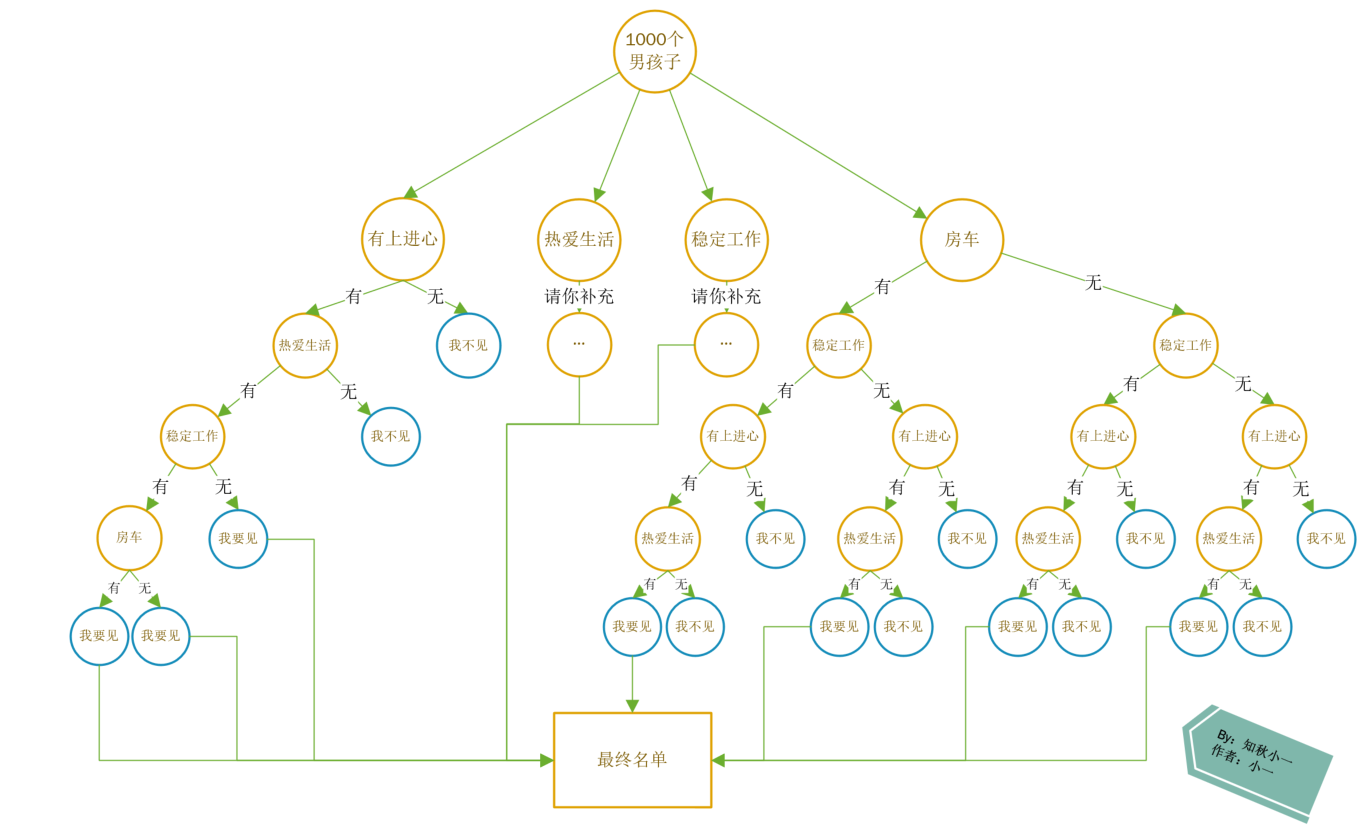 1000个
男孩子
有上进心
热爱生活
稳定工作
房车
有
无
请你补充
请你补充
有
无
热爱生活
我不见
...
...
稳定工作
稳定工作
有
无
有
无
有
无
稳定工作
我不见
有上进心
有上进心
有上进心
有上进心
有
无
有
无
有
无
有
无
有
无
房车
我要见
热爱生活
我不见
热爱生活
我不见
热爱生活
我不见
热爱生活
我不见
有
无
有
无
有
无
有
无
有
无
我要见
我要见
我要见
我不见
我要见
我不见
我要见
我不见
我要见
我不见
最终名单
By：知秋小一
作者：小一